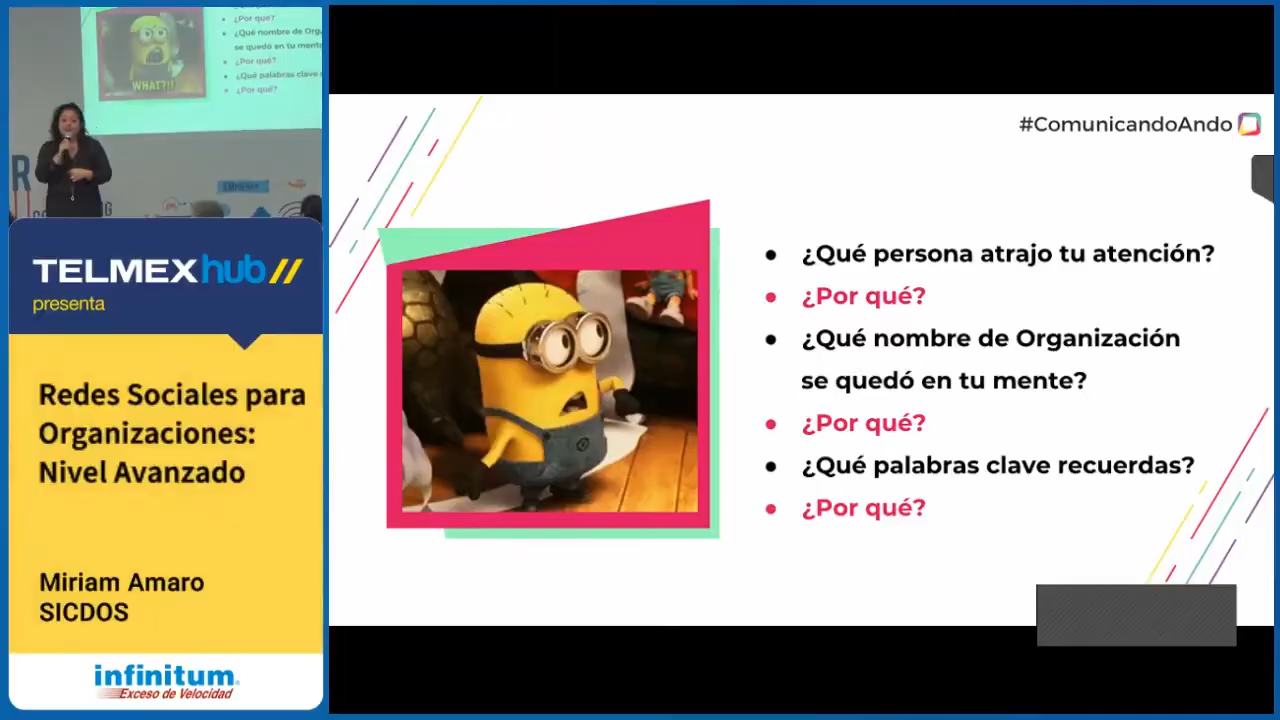 ¿Por qué?
¿Qué nombre de Org
se quedó en tu mente
¿Por qué?
¿Qué palabras clave
¿Por qué?
WHAT?!!
R
TELMEXhub//
presenta
Redes Sociales para
Organizaciones:
Nivel Avanzado
Miriam Amaro
SICDOS
infinitum.
Exceso de Velocidad
#ComunicandoAndo
• ¿Qué persona atrajo tu atención?
• ¿Por qué?
• ¿Qué nombre de Organización
se quedó en tu mente?
• ¿Por qué?
• ¿Qué palabras clave recuerdas?
• ¿Por qué?